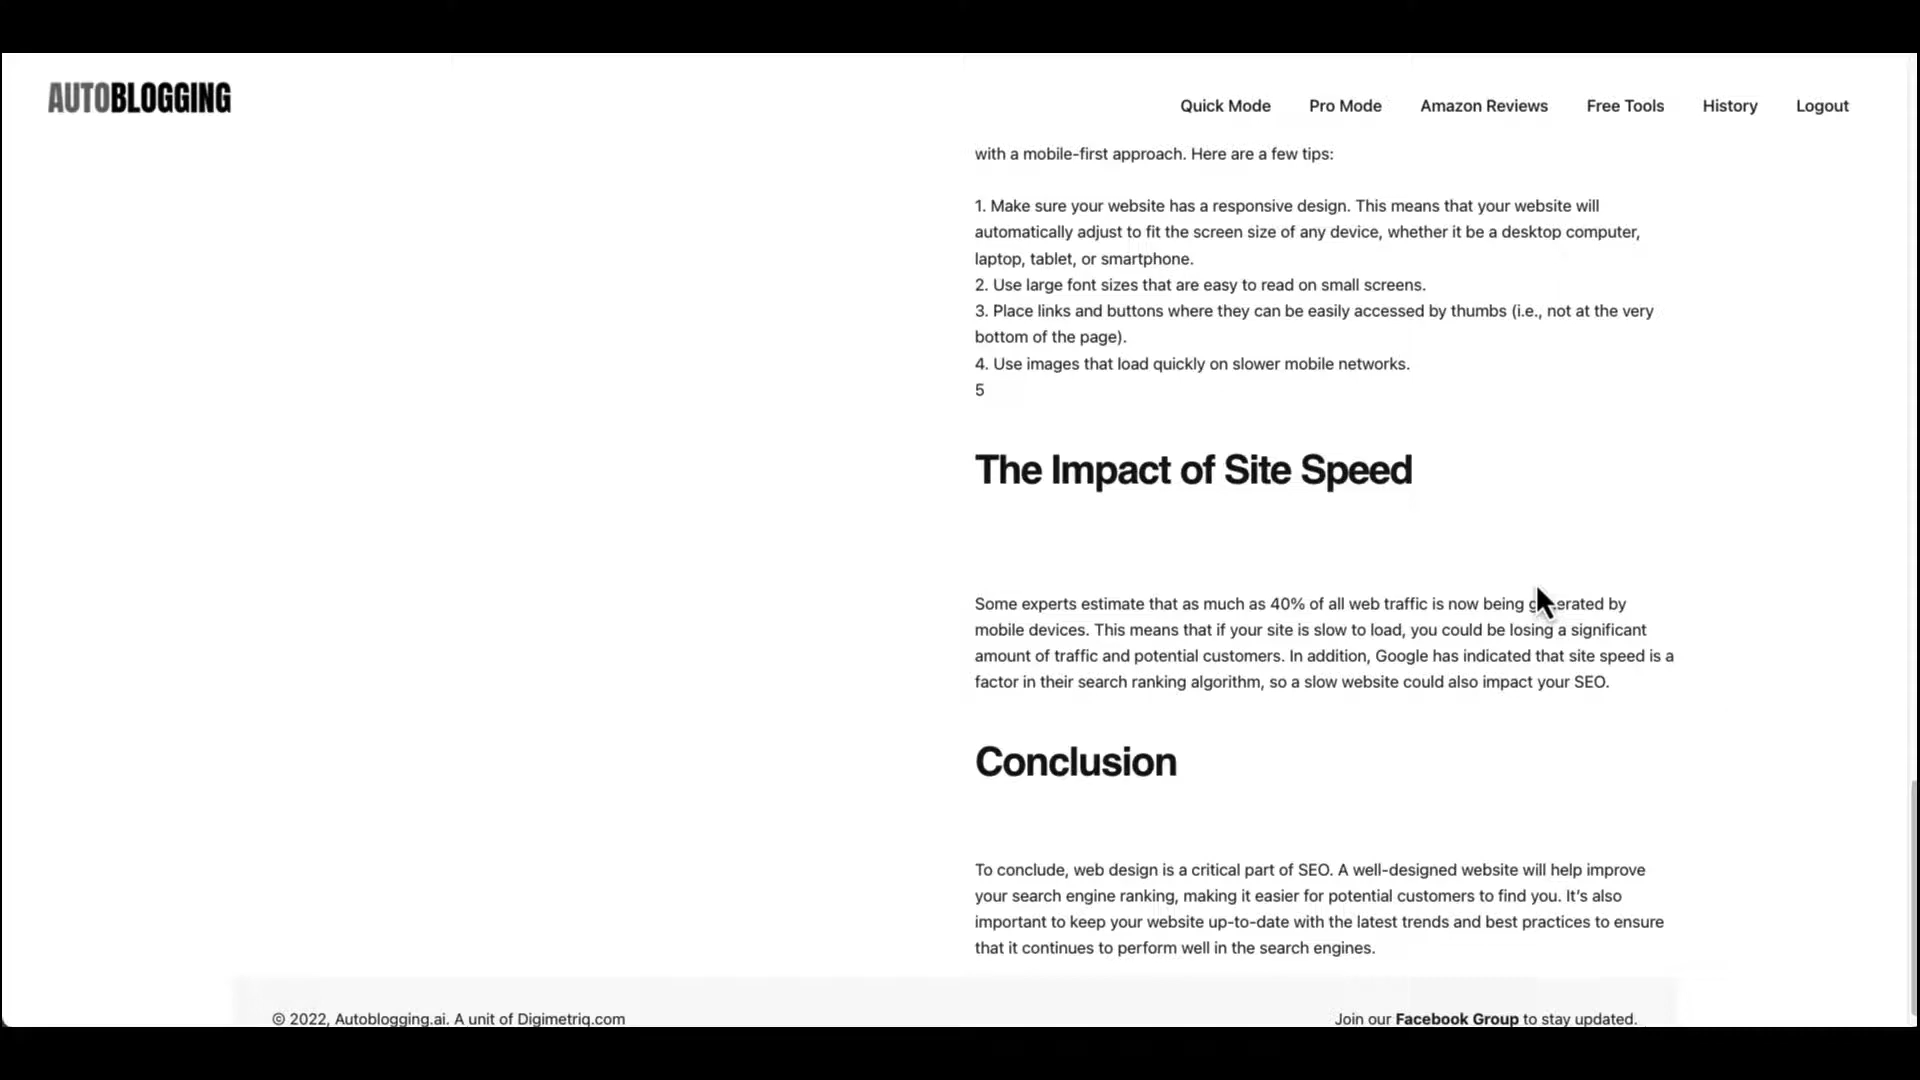 AUTOBLOGGING
Quick Mode Pro Mode Amazon Reviews Free Tools History Logout
with a mobile-first approach. Here are a few tips:
1. Make sure your website has a responsive design. This means that your website will
automatically adjust to fit the screen size of any device, whether it be a desktop computer,
laptop, tablet, or smartphone.
2. Use large font sizes that are easy to read on small screens.
3. Place links and buttons where they can be easily accessed by thumbs (i.e., not at the very
bottom of the page).
4. Use images that load quickly on slower mobile networks.
5
The Impact of Site Speed
Some experts estimate that as much as 40% of all web traffic is now being generated by
mobile devices. This means that if your site is slow to load, you could be losing a significant
amount of traffic and potential customers. In addition, Google has indicated that site speed is a
factor in their search ranking algorithm, so a slow website could also impact your SEO.
Conclusion
To conclude, web design is a critical part of SEO. A well-designed website will help improve
your search engine ranking, making it easier for potential customers to find you. It's also
important to keep your website up-to-date with the latest trends and best practices to ensure
that it continues to perform well in the search engines.
© 2022, Autoblogging.ai. A unit of Digimetriq.com
Join our Facebook Group to stay updated.